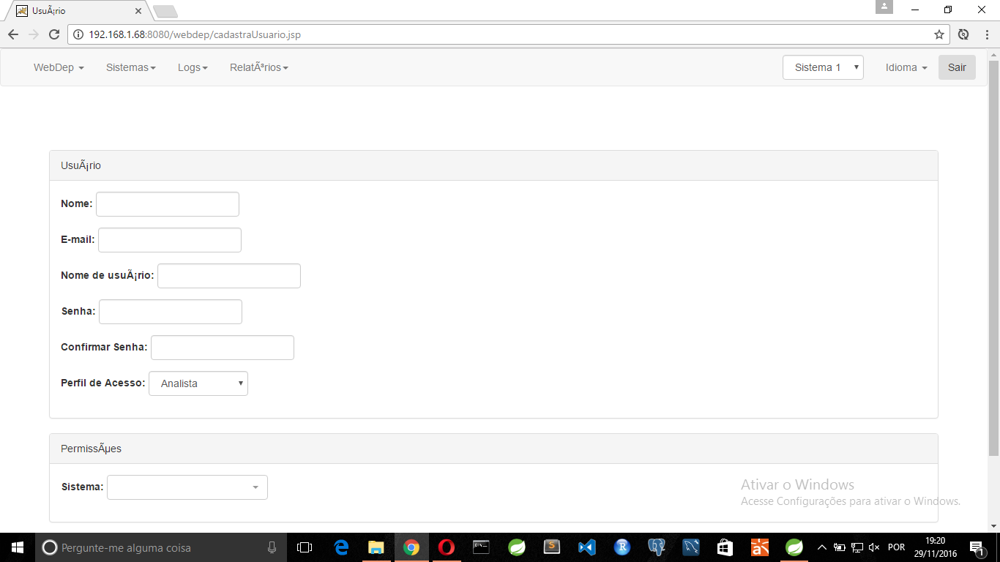 UsuÃ¡rio
192.168.1.68:8080/webdep/cadastraUsuario.jsp
WebDep Sistemas Logs RelatÃ³rios Sistema 1 Idioma Sair
UsuÃ¡rio
Nome:
E-mail:
Nome de usuÃ¡rio:
Senha:
Confirmar Senha:
Perfil de Acesso: Analista
PermissÃµes
Sistema:
Ativar o Windows
Acesse Configurações para ativar o Windows.
Pergunte-me alguma coisa
POR
19:20
29/11/2016
1